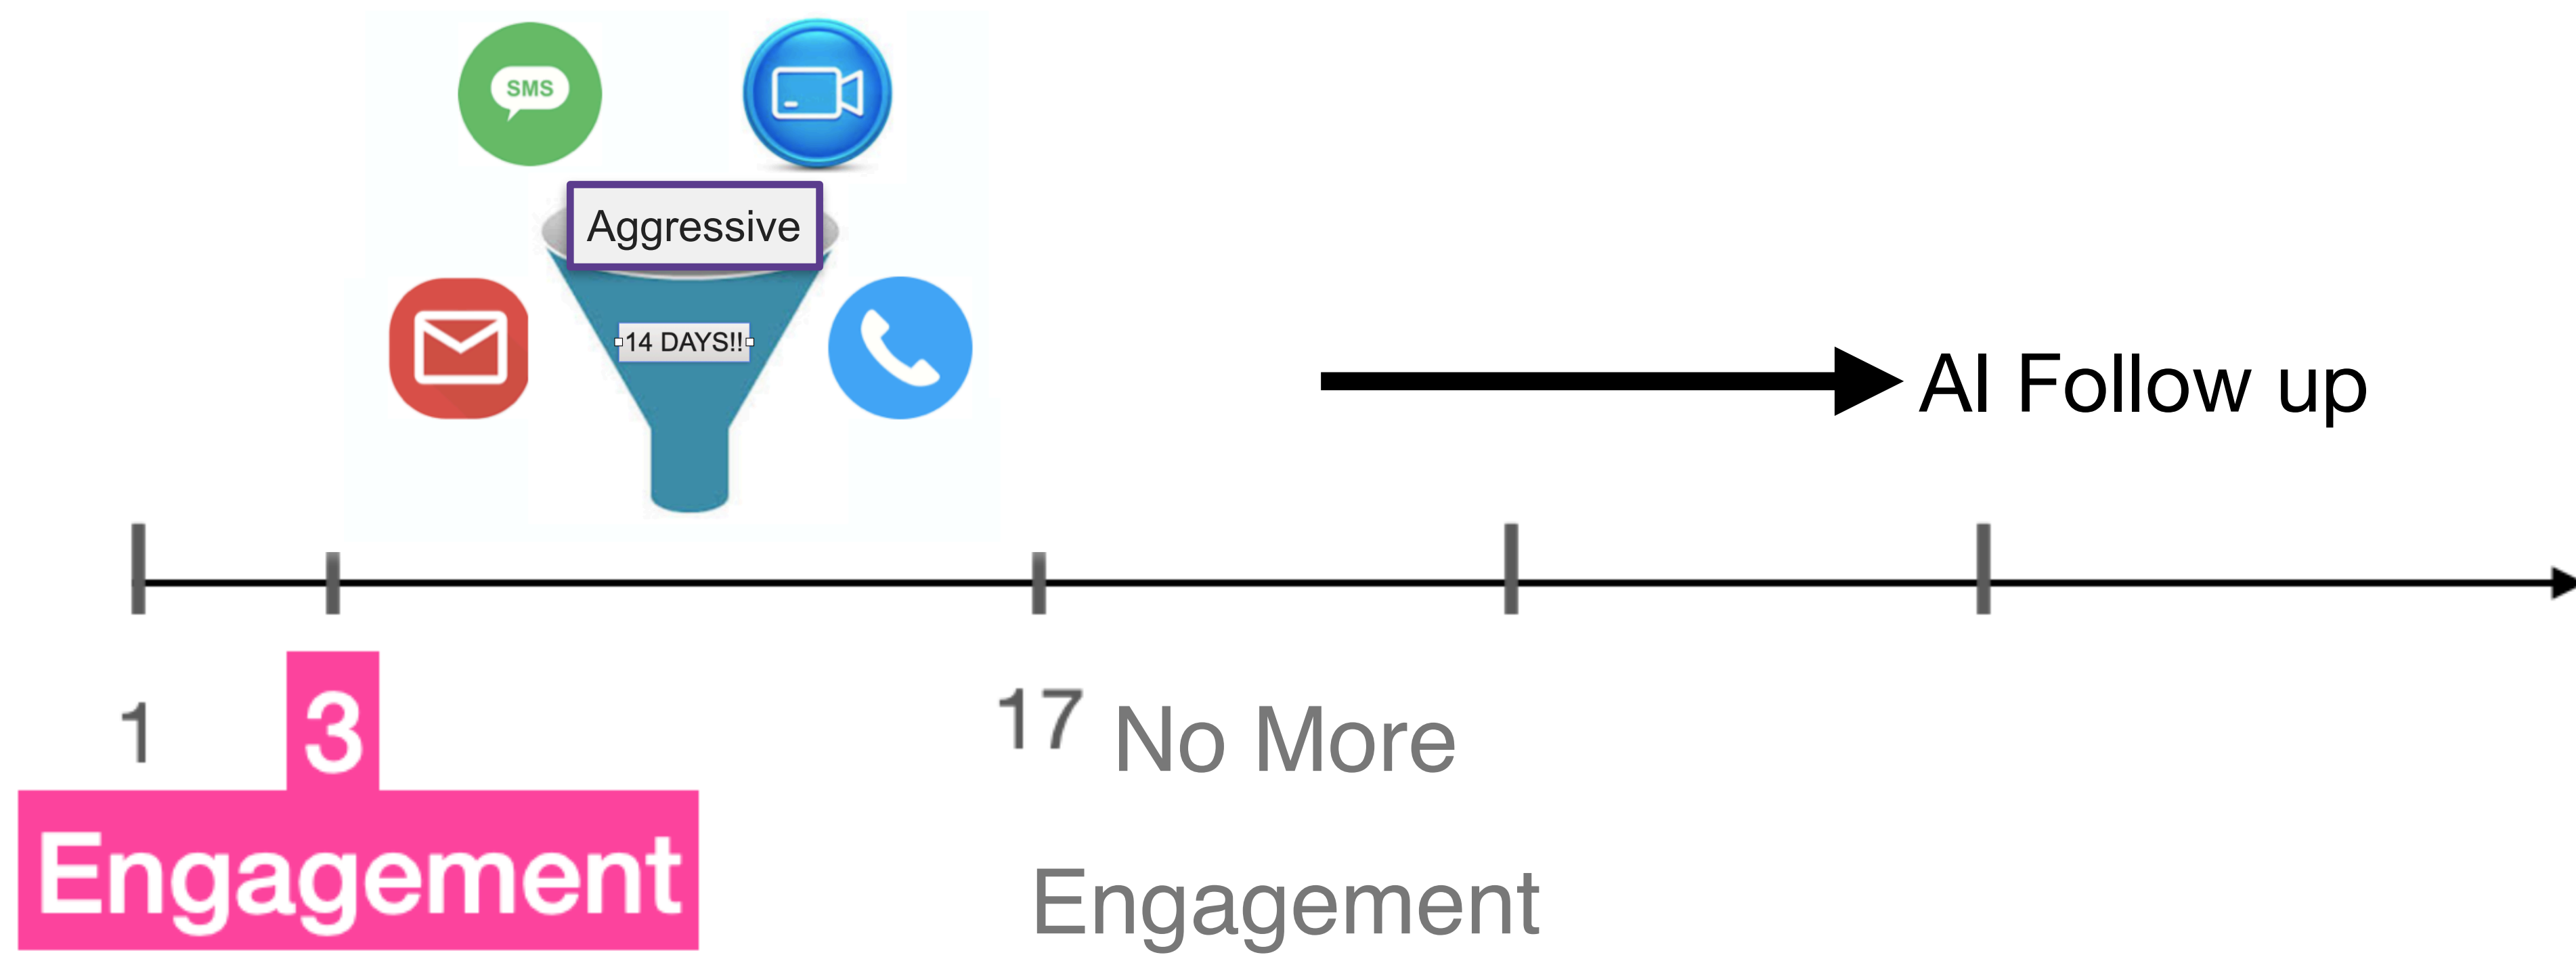 SMS
Aggressive
14 DAYS!!
AI Follow up
1
3
Engagement
17 No More
Engagement